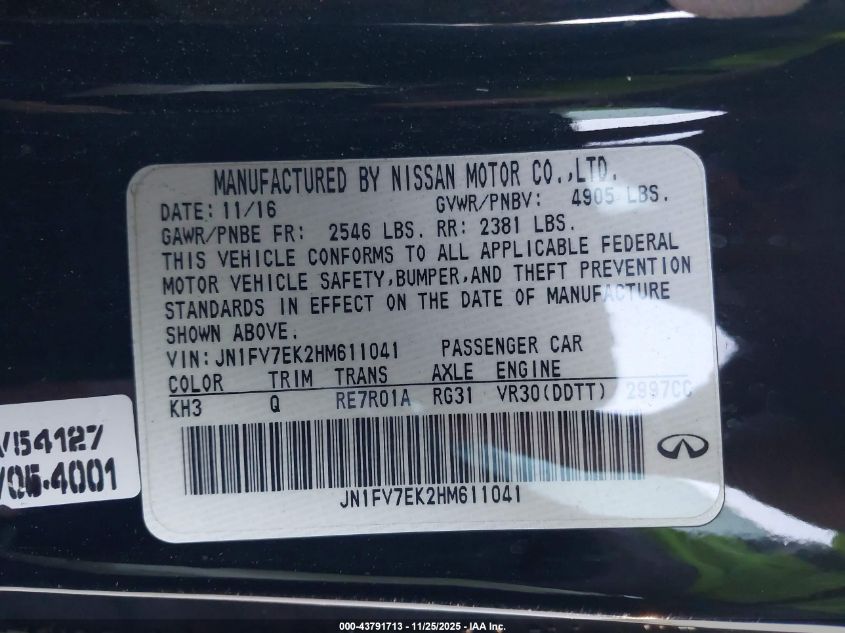 MANUFACTURED BY NISSAN MOTOR CO.,LTD.
DATE: 11/16 GVWR/PNBV: 4905 LBS.
GAWR/PNBE FR: 2546 LBS. RR: 2381 LBS.
THIS VEHICLE CONFORMS TO ALL APPLICABLE FEDERAL
MOTOR VEHICLE SAFETY,BUMPER,AND THEFT PREVENTION
STANDARDS IN EFFECT ON THE DATE OF MANUFACTURE
SHOWN ABOVE.
VIN:JN1FV7EK2HM611041 PASSENGER CAR
COLOR TRIM TRANS AXLE ENGINE
KH3 Q RE7R01A RG31 VR30(DDTT) 2997CC
JN1FV7EK2HM611041
54127
4001
000-43791713 - 11/25/2025 - IAA Inc.